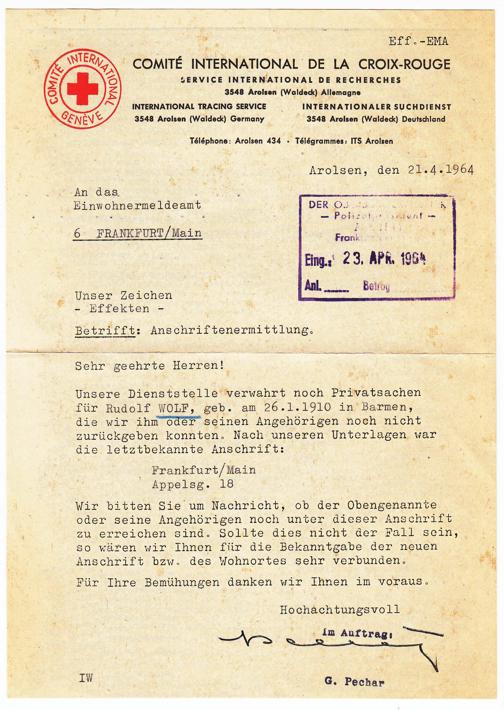 Eff.-EMA
COMITÉ INTERNATIONAL
GENÈVE
COMITÉ INTERNATIONAL DE LA CROIX-ROUGE
SERVICE INTERNATIONAL DE RECHERCHES
3548 Arolsen (Waldeck) Allemagne
INTERNATIONAL TRACING SERVICE
3548 Arolsen (Waldeck) Germany
INTERNATIONALER SUCHDIENST
3548 Arolsen (Waldeck) Deutschland
Téléphone: Arolsen 434 · Télégrammes: ITS Arolsen
Arolsen, den 21.4.1964
An das
Einwohnermeldeamt
6 FRANKFURT/Main
DER
Eing.: 23. APR. 1964
Anl. Betrag
Unser Zeichen
- Effekten -
Betrifft: Anschriftenermittlung.
Sehr geehrte Herren!
Unsere Dienststelle verwahrt noch Privatsachen
für Rudolf WOLF, geb. am 26.1.1910 in Barmen,
die wir ihm oder seinen Angehörigen noch nicht
zurückgeben konnten. Nach unseren Unterlagen war
die letztbekannte Anschrift:
Frankfurt/Main
Appelsg. 18
Wir bitten Sie um Nachricht, ob der Obengenannte
oder seine Angehörigen noch unter dieser Anschrift
zu erreichen sind. Sollte dies nicht der Fall sein,
so wären wir Ihnen für die Bekanntgabe der neuen
Anschrift bzw. des Wohnortes sehr verbunden.
Für Ihre Bemühungen danken wir Ihnen im voraus.
Hochachtungsvoll
im Auftrag:
G. Pechar
IW